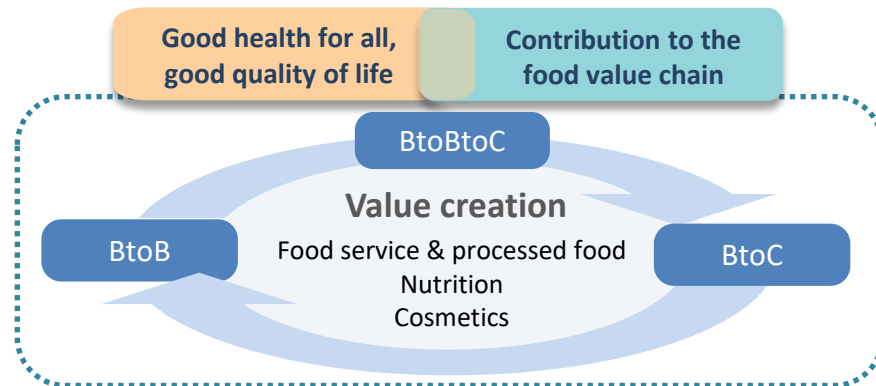 Good health for all,
good quality of life
Contribution to the
food value chain
BtoBtoC
Value creation
BtoB
Food service & processed food
BtoC
Nutrition
Cosmetics